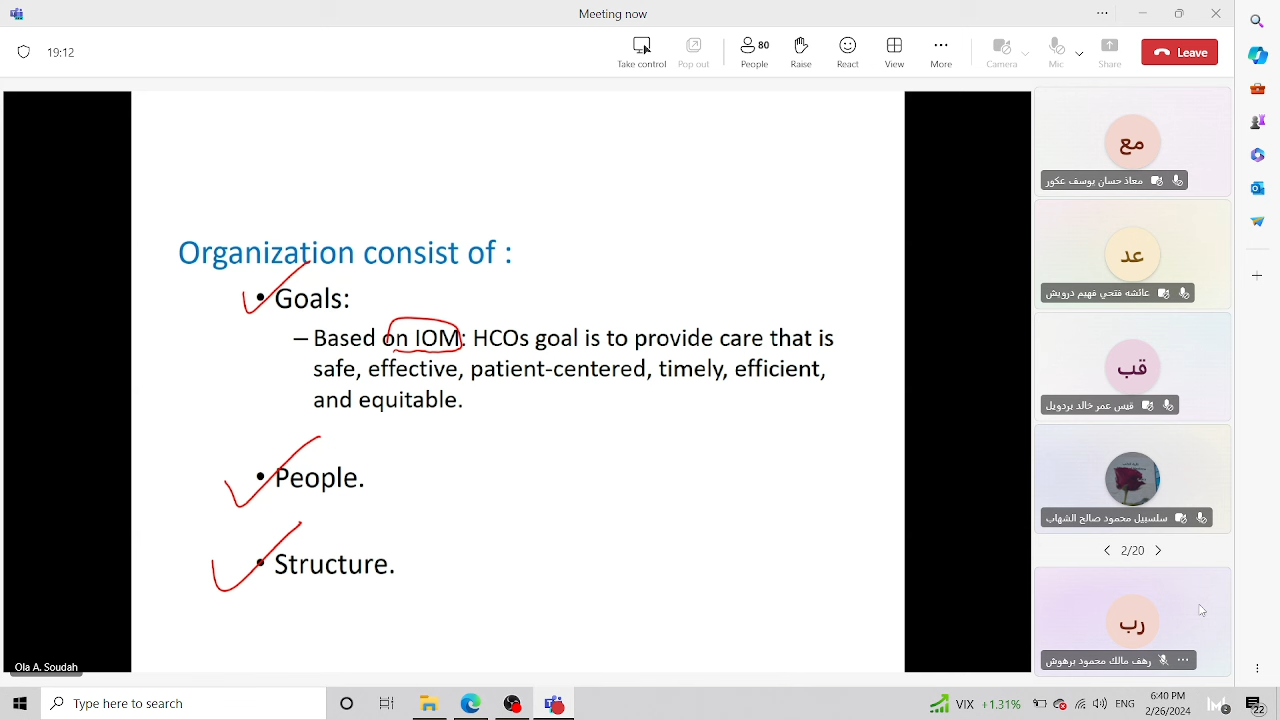 Meeting now
19:12
Take control
Pop out
80
People
Raise
React
View
More
Camera
Mic
Share
Leave
Organization consist of :
• Goals:
– Based on IOM: HCOs goal is to provide care that is
safe, effective, patient-centered, timely, efficient,
and equitable.
• People.
• Structure.
Ola A. Soudah
مع
معاذ حسان يوسف عكور
عد
عائشه فتحي فهيم درويش
قب
قيس عمر خالد بردويل
سلسبيل محمود صالح الشهاب
2/20
رب
رهف مالك محمود برهوش
Type here to search
VIX +1.31%
ENG
6:40 PM
2/26/2024
22